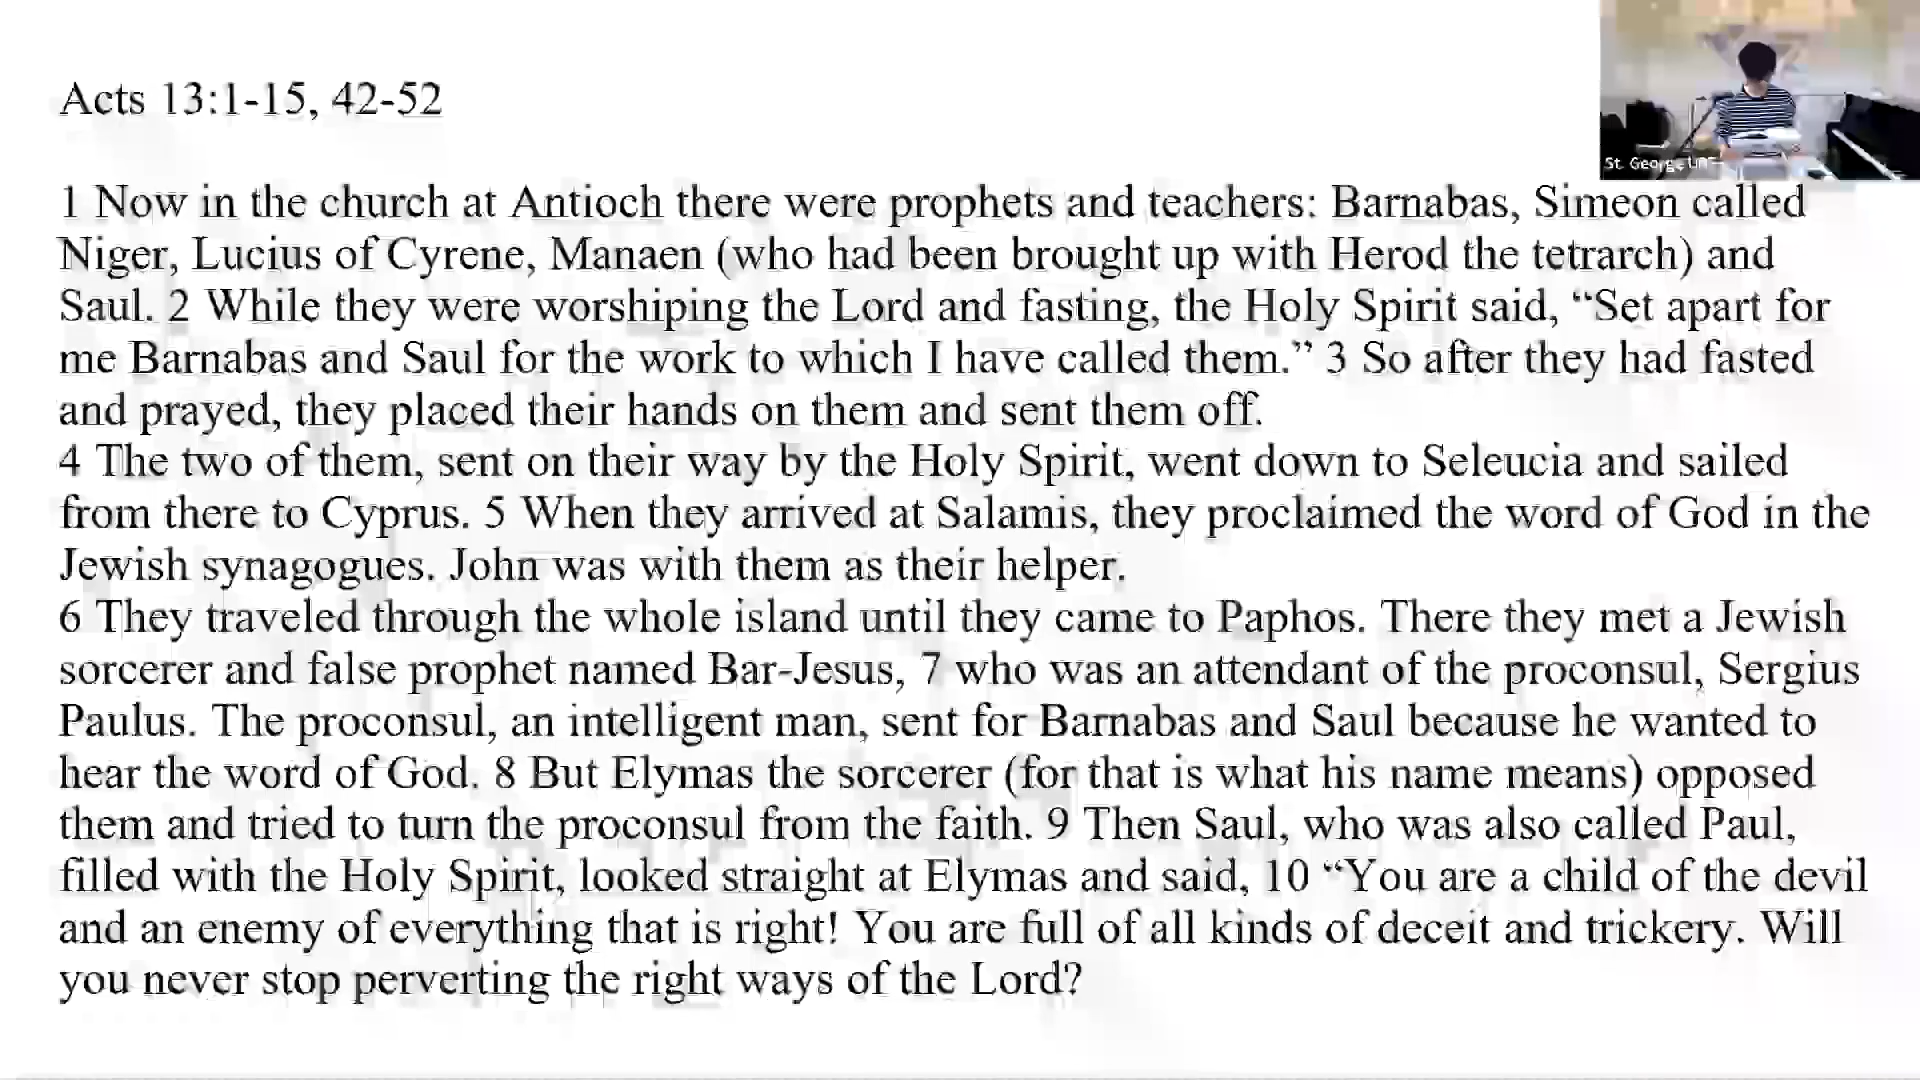 Acts 13:1-15, 42-52
St. George
1 Now in the church at Antioch there were prophets and teachers: Barnabas, Simeon called
Niger, Lucius of Cyrene, Manaen (who had been brought up with Herod the tetrarch) and
Saul. 2 While they were worshiping the Lord and fasting, the Holy Spirit said, “Set apart for
me Barnabas and Saul for the work to which I have called them.” 3 So after they had fasted
and prayed, they placed their hands on them and sent them off.
4 The two of them, sent on their way by the Holy Spirit, went down to Seleucia and sailed
from there to Cyprus. 5 When they arrived at Salamis, they proclaimed the word of God in the
Jewish synagogues. John was with them as their helper.
6 They traveled through the whole island until they came to Paphos. There they met a Jewish
sorcerer and false prophet named Bar-Jesus, 7 who was an attendant of the proconsul, Sergius
Paulus. The proconsul, an intelligent man, sent for Barnabas and Saul because he wanted to
hear the word of God. 8 But Elymas the sorcerer (for that is what his name means) opposed
them and tried to turn the proconsul from the faith. 9 Then Saul, who was also called Paul,
filled with the Holy Spirit, looked straight at Elymas and said, 10 “You are a child of the devil
and an enemy of everything that is right! You are full of all kinds of deceit and trickery. Will
you never stop perverting the right ways of the Lord?